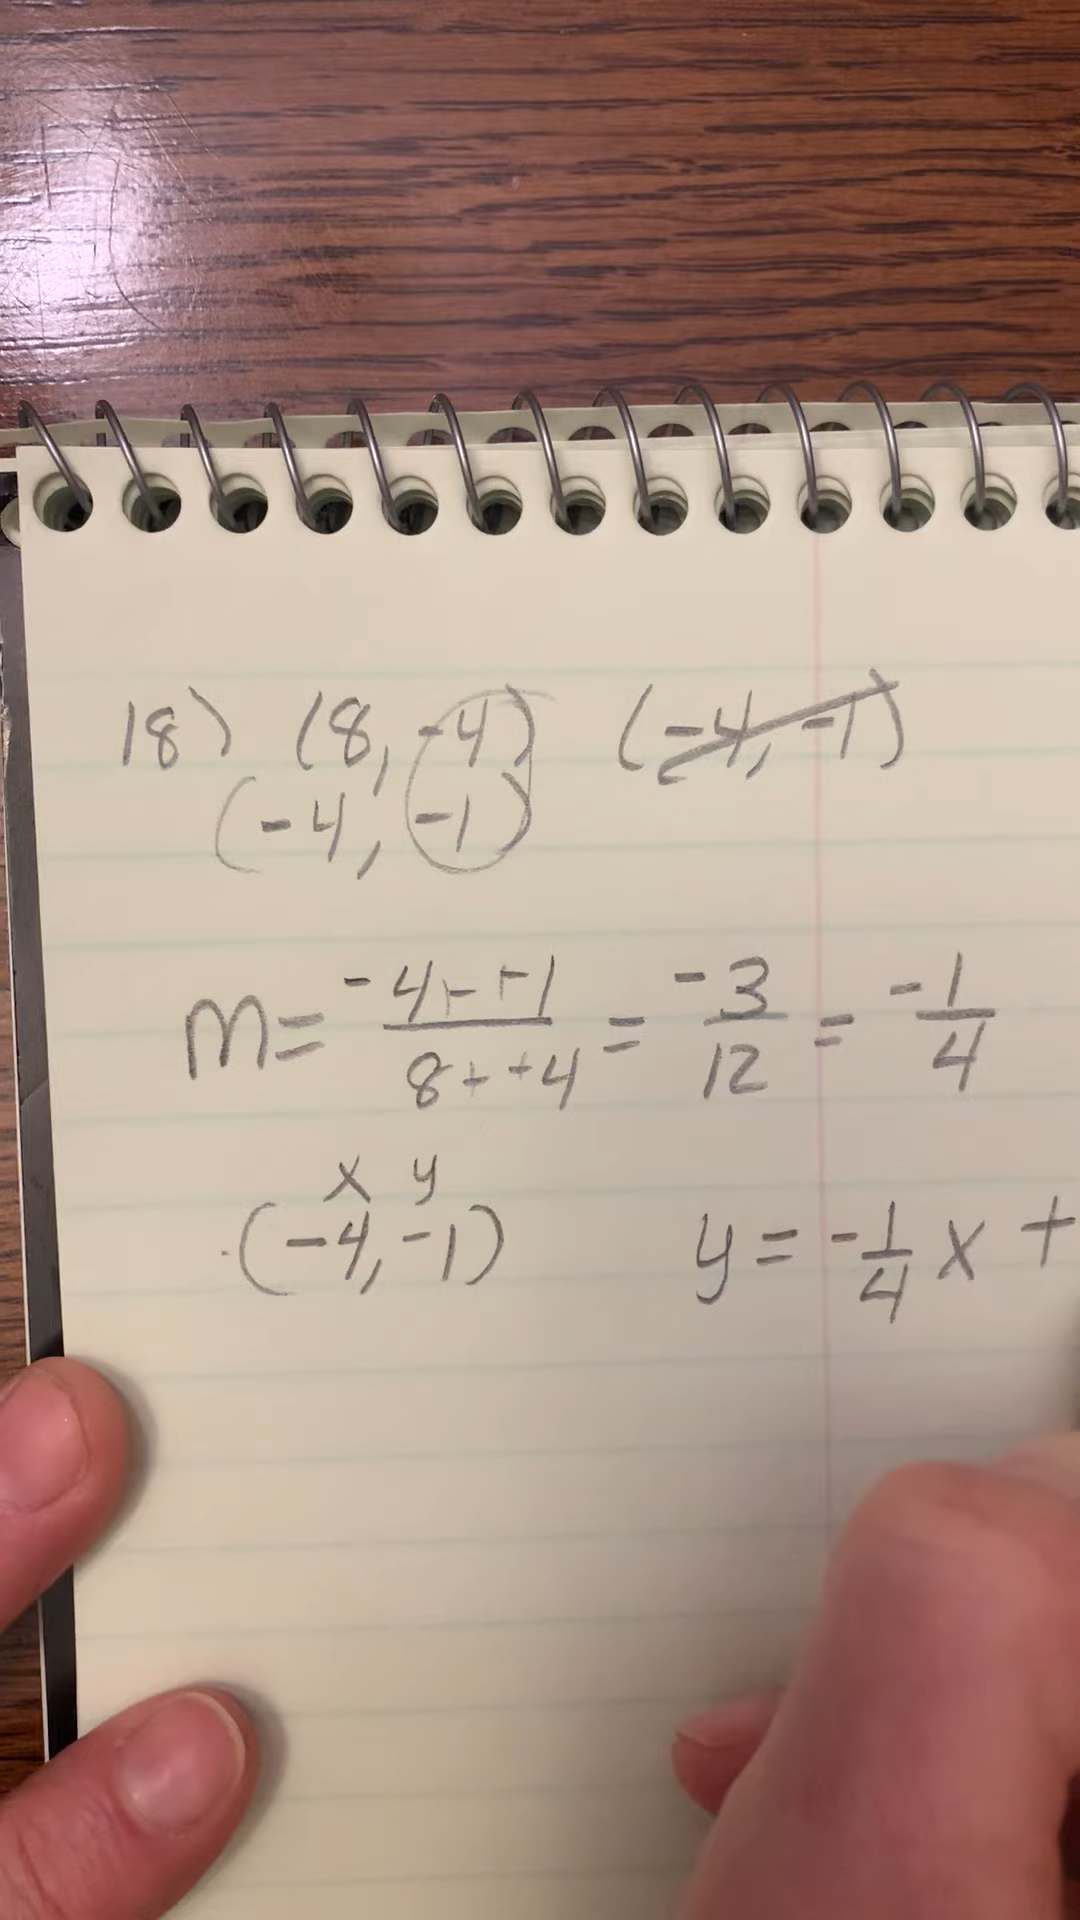 18) (8, -4) (-4, -1)
(-4, -1)
m = -4 + +1 / 8 + +4 = -3/12 = -1/4
x y
(-4, -1) y = -1/4 x +